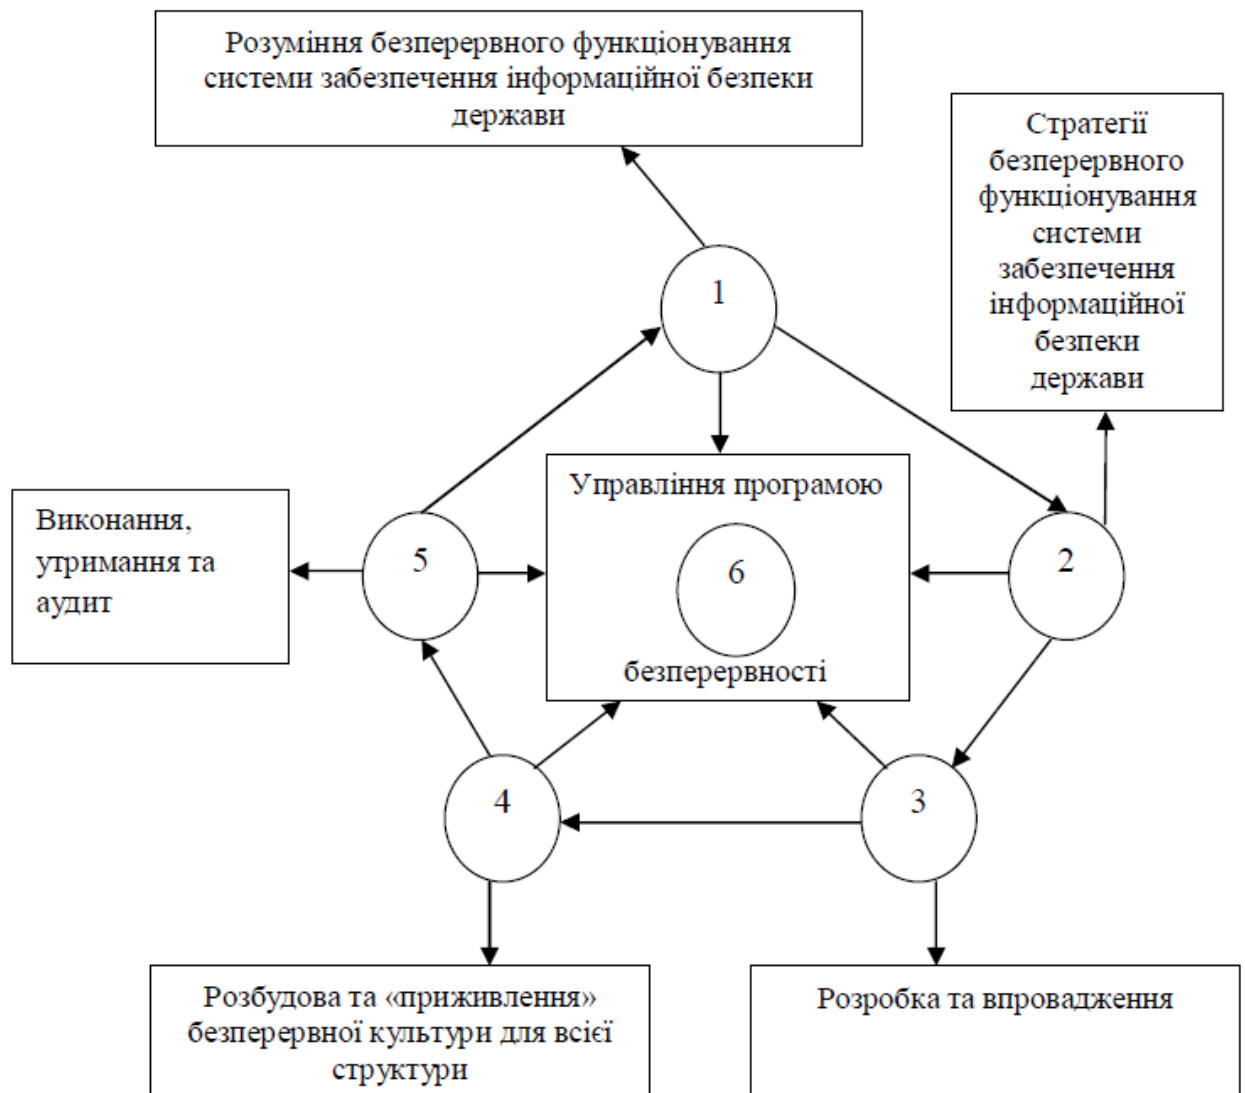 Розуміння безперервного функціонування
системи забезпечення інформаційної безпеки
держави
Стратегії
безперервного
функціонування
системи
забезпечення
інформаційної
безпеки
держави
1
Управління програмою
6
безперервності
Виконання,
утримання та
аудит
5
2
4
3
Розбудова та «приживлення»
безперервної культури для всієї
структури
Розробка та впровадження